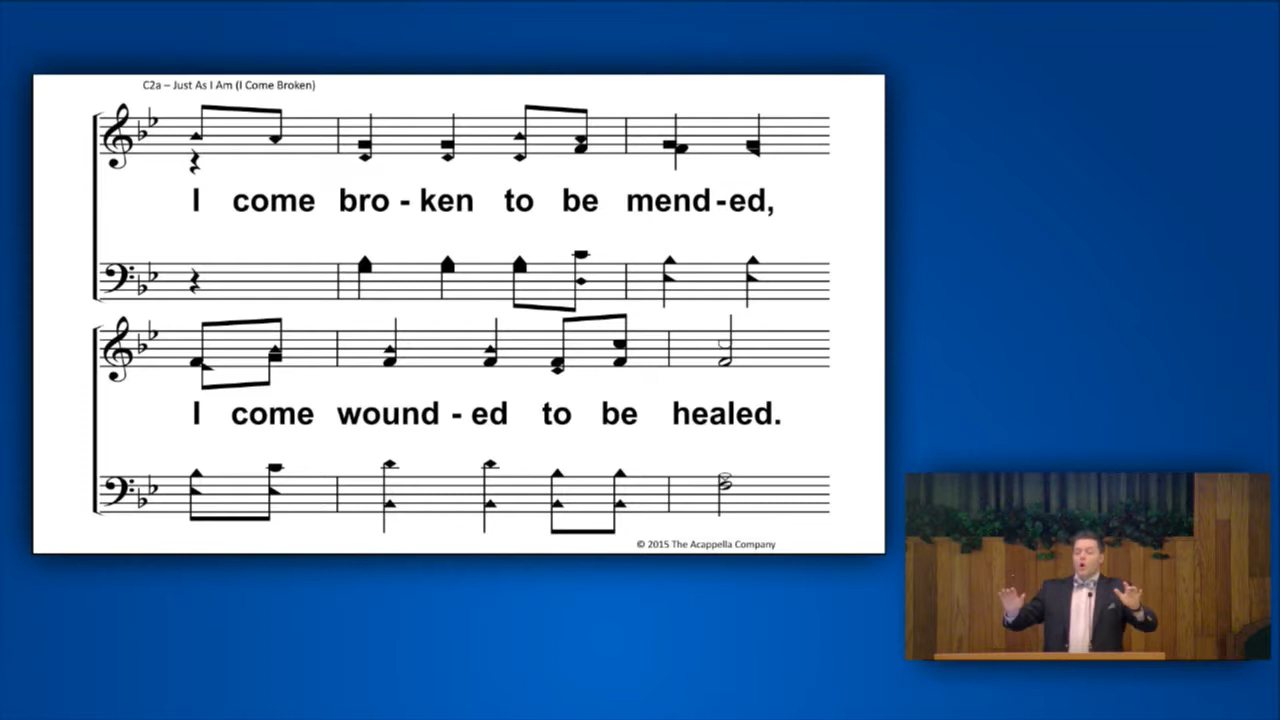 C2a – Just As I Am (I Come Broken)
I come bro - ken to be mend - ed,
I come wound - ed to be healed.
© 2015 The Acappella Company